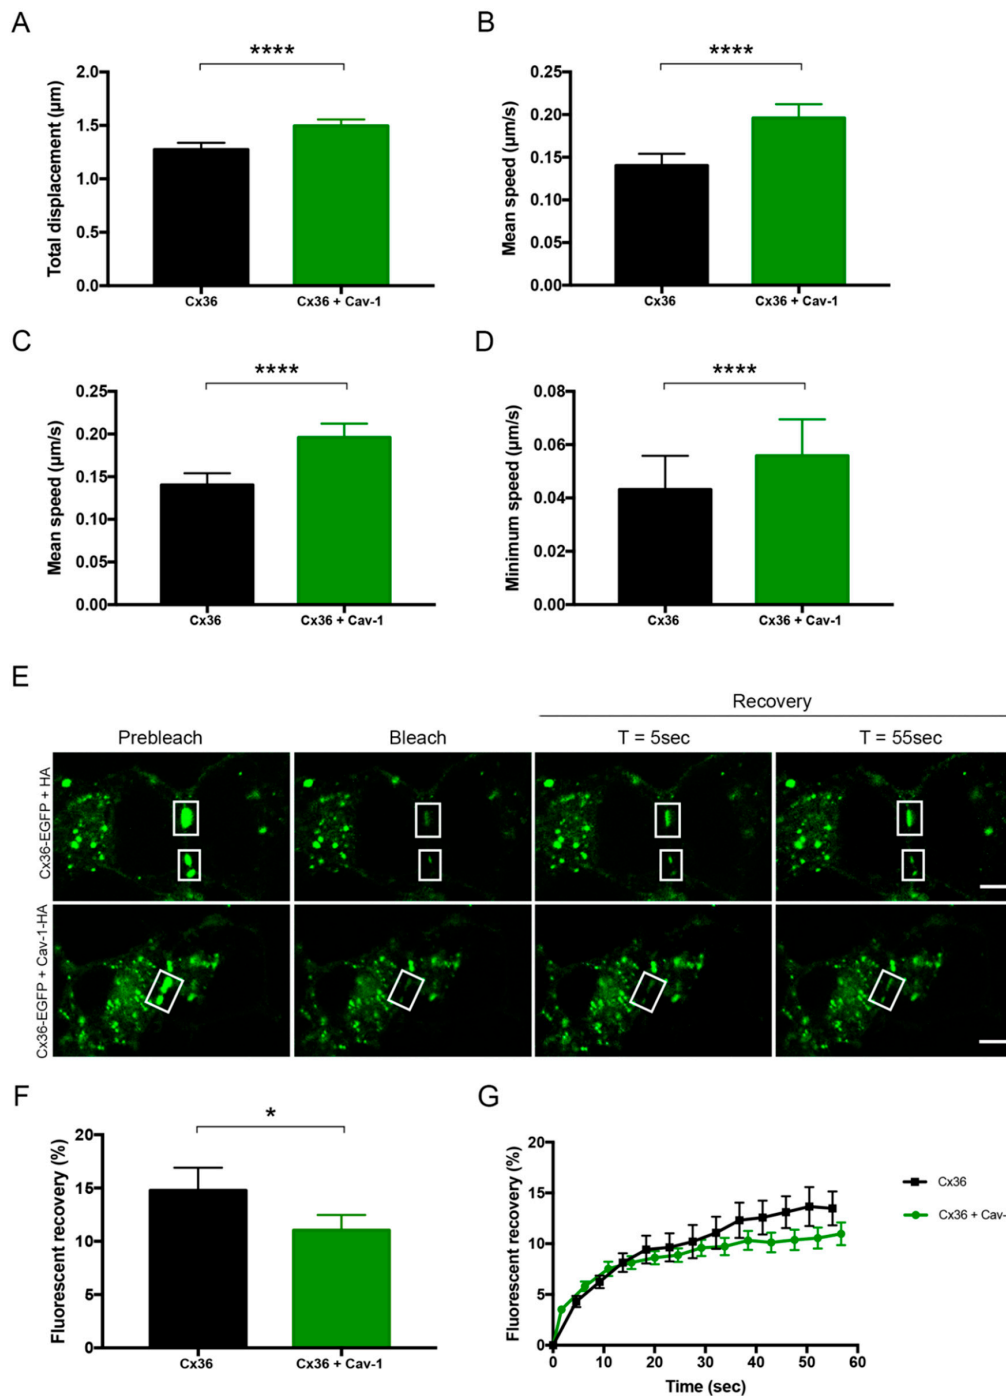 A
****
Total displacement (µm)
2.0
1.5
1.0
0.5
0.0
Cx36
Cx36 + Cav-1
B
****
Mean speed (µm/s)
0.25
0.20
0.15
0.10
0.05
0.00
Cx36
Cx36 + Cav-1
C
****
Mean speed (µm/s)
0.25
0.20
0.15
0.10
0.05
0.00
Cx36
Cx36 + Cav-1
D
****
Minimum speed (µm/s)
0.08
0.06
0.04
0.02
0.00
Cx36
Cx36 + Cav-1
E
Recovery
Prebleach
Bleach
T = 5sec
T = 55sec
Cx36-EGFP + HA
Cx36-EGFP + Cav-1-HA
F
*
Fluorescent recovery (%)
20
15
10
5
0
Cx36
Cx36 + Cav-1
G
Fluorescent recovery (%)
20
15
10
5
0
0 10 20 30 40 50 60
Time (sec)
Cx36
Cx36 + Cav-